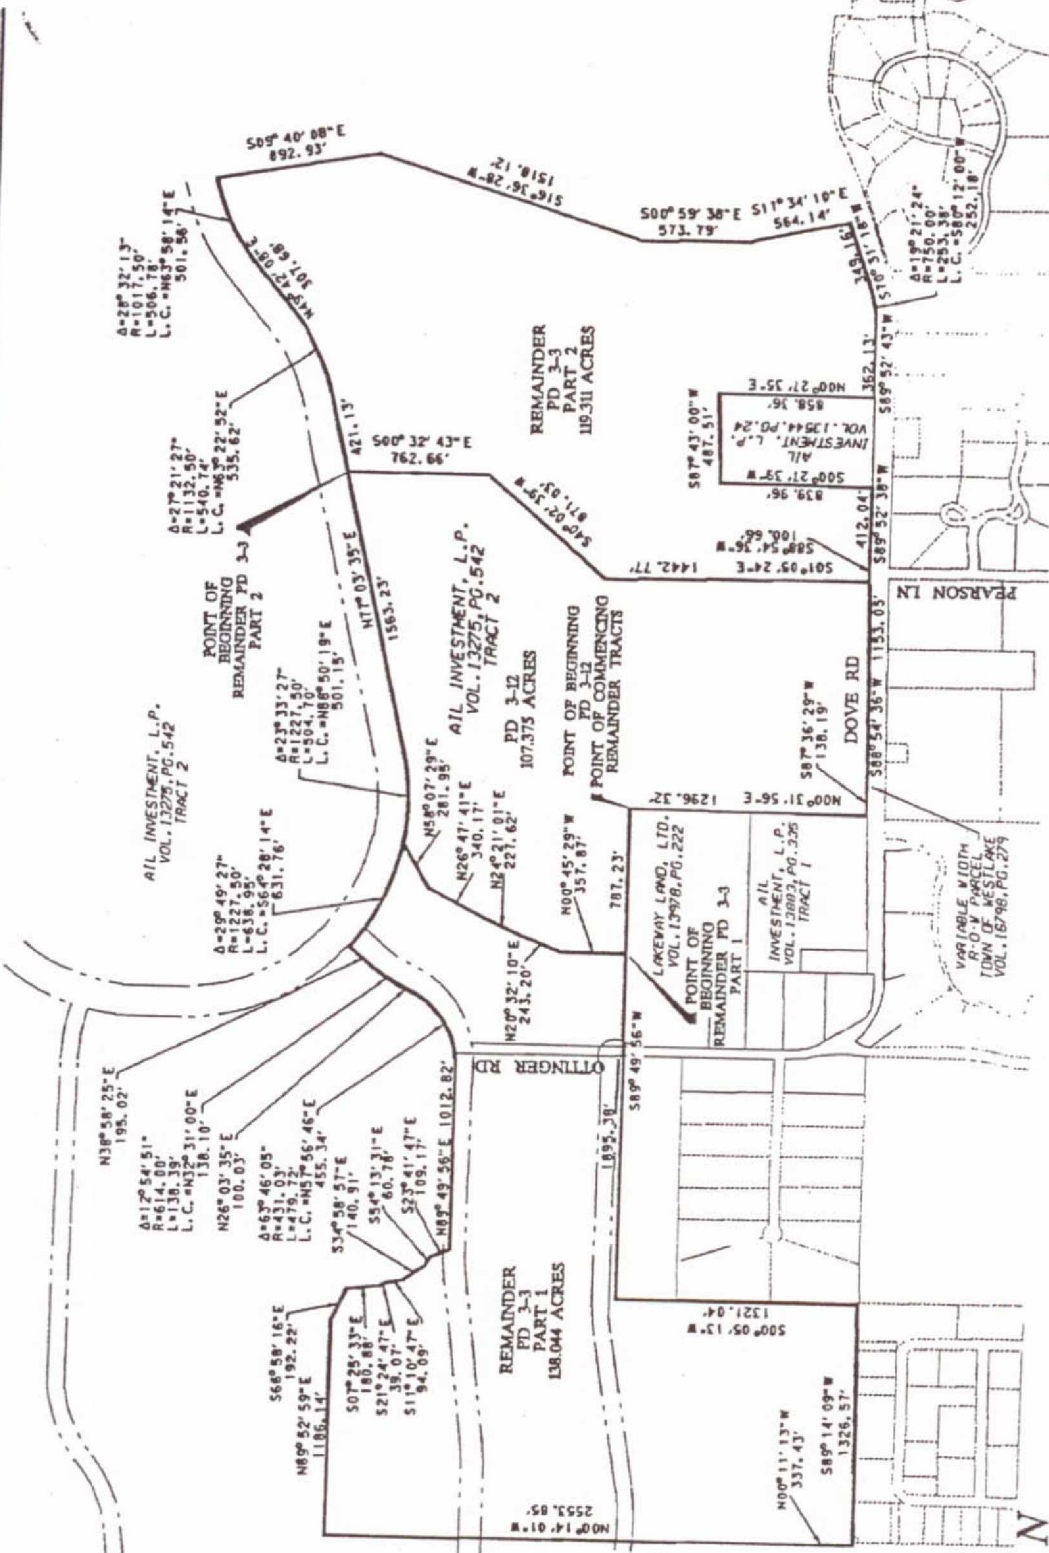 S09° 40' 08" E
892.93'
S16° 36' 28" W
1518.12'
S00° 59' 38" E
573.79'
S11° 34' 10" E
564.14'
349.16'
S70° 51' 18" W
Δ=19° 21' 24"
R=750.00'
L=253.38'
L.C.=S80° 12' 00" W
252.18'
Δ=28° 32' 13"
R=1017.50'
L=506.78'
L.C.=N63° 58' 14" E
501.56'
N49° 42' 08" E
307.68'
Δ=27° 21' 27"
R=1132.50'
L=540.74'
L.C.=N63° 22' 52" E
535.62'
A21.13'
POINT OF
BEGINNING
REMAINDER PD 3-3
PART 2
S00° 32' 43" E
762.66'
S40° 02' 39" W
871.03'
REMAINDER
PD 3-3
PART 2
119.311 ACRES
S87° 43' 00" W
487.51'
N00° 27' 35" E
858.36'
AIL
INVESTMENT, L.P.
VOL.13544,PG.24
S00° 27' 39" W
839.96'
362.13'
S89° 52' 43" W
412.04'
S89° 52' 38" W
S88° 54' 36" W
100.66'
S01° 05' 24" E
1442.77'
PEARSON LN
AIL INVESTMENT, L.P.
VOL.13275,PG.542
TRACT 2
N77° 03' 35" E
1563.23'
Δ=23° 33' 27"
R=1227.50'
L=504.70'
L.C.=N88° 50' 19" E
501.15'
AIL INVESTMENT, L.P.
VOL.13275,PG.542
TRACT 2
PD 3-12
107.375 ACRES
POINT OF BEGINNING
PD 3-12
POINT OF COMMENCING
REMAINDER TRACTS
N58° 07' 29" E
281.95'
N26° 47' 41" E
340.17'
N24° 21' 01" E
227.62'
N00° 45' 29" W
357.87'
N20° 32' 10" E
243.20'
787.23'
N00° 31' 56" E
1296.32'
S87° 36' 29" W
138.19'
DOVE RD
S88° 54' 36" W
1153.05'
Δ=29° 49' 27"
R=1227.50'
L=638.95'
L.C.=S64° 28' 14" E
631.76'
LAKEWAY LAND, LTD.
VOL.13978,PG.222
AIL
INVESTMENT, L.P.
VOL.13883,PG.335
TRACT 1
VARIABLE WIDTH
R-O-W PARCEL
TOWN OF WESTLAKE
VOL.16798,PG.279
POINT OF
BEGINNING
REMAINDER PD 3-3
PART 1
OTTINGER RD
S89° 49' 56" W
1895.38'
N38° 58' 25" E
195.02'
Δ=12° 54' 51"
R=614.00'
L=138.39'
L.C.=N32° 31' 00" E
138.10'
N26° 03' 35" E
100.03'
Δ=63° 46' 05"
R=431.03'
L=479.72'
L.C.=N57° 56' 46" E
455.34'
N89° 49' 56" E 1012.82'
S34° 58' 57" E
140.91'
S54° 13' 31" E
60.78'
S23° 41' 47" E
109.17'
S66° 58' 16" E
192.22'
N89° 52' 59" E
1186.14'
S07° 25' 33" E
180.88'
S21° 24' 47" E
39.07'
S11° 10' 47" E
94.09'
REMAINDER
PD 3-3
PART 1
138.044 ACRES
S00° 05' 13" W
1321.04'
N00° 14' 01" W
2553.85'
N00° 11' 13" W
337.43'
S89° 14' 09" W
1326.57'
N